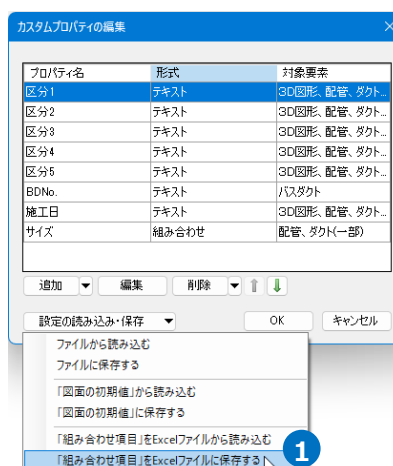 カスタムプロパティの編集
プロパティ名 形式 対象要素
区分1 テキスト 3D図形、配管、ダクト...
区分2 テキスト 3D図形、配管、ダクト...
区分3 テキスト 3D図形、配管、ダクト...
区分4 テキスト 3D図形、配管、ダクト...
区分5 テキスト 3D図形、配管、ダクト...
BDNo. テキスト バスダクト
施工日 テキスト 3D図形、配管、ダクト...
サイズ 組み合わせ 配管、ダクト(一部)
追加 編集 削除
設定の読み込み・保存 OK キャンセル
ファイルから読み込む
ファイルに保存する
「図面の初期値」から読み込む
「図面の初期値」に保存する
「組み合わせ項目」をExcelファイルから読み込む
「組み合わせ項目」をExcelファイルに保存する
1